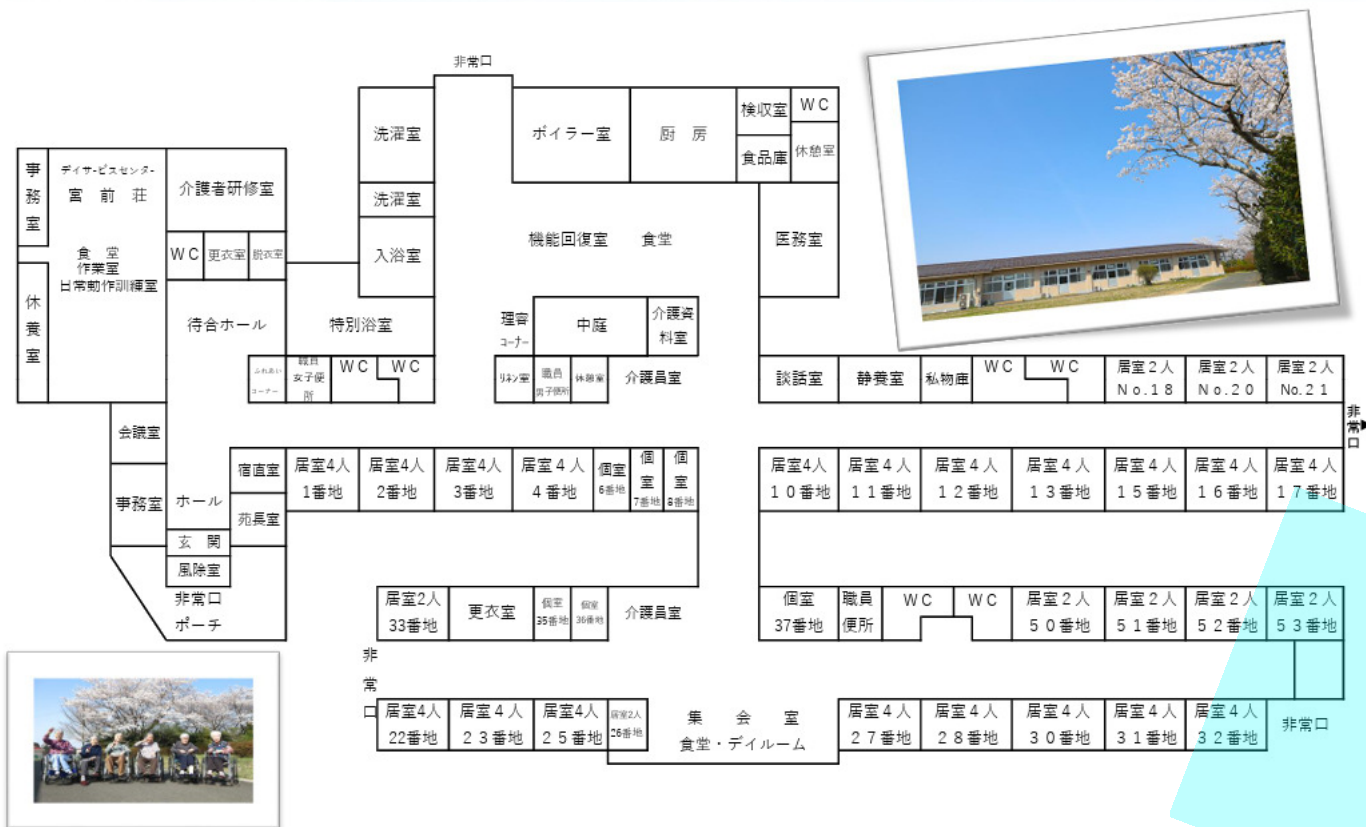 非常口
洗濯室
ボイラー室
厨 房
検収室
WC
食品庫
休憩室
事務室
デイサービスセンター
宮 前 荘
介護者研修室
洗濯室
食 堂
作業室
日常動作訓練室
WC
更衣室
脱衣室
入浴室
機能回復室 食堂
医務室
休養室
待合ホール
特別浴室
理容
コーナー
中庭
介護資
料室
ふれあい
コーナー
職員
女子便
所
WC
WC
リネン室
職員
男子便所
休憩室
介護員室
談話室
静養室
私物庫
WC
WC
居室2人
No.18
居室2人
No.20
居室2人
No.21
非常口
会議室
事務室
ホール
宿直室
苑長室
居室4人
1番地
居室4人
2番地
居室4人
3番地
居室4人
4番地
個室
6番地
個室
7番地
個室
8番地
居室4人
10番地
居室4人
11番地
居室4人
12番地
居室4人
13番地
居室4人
15番地
居室4人
16番地
居室4人
17番地
玄 関
風除室
非常口
ポーチ
居室2人
33番地
更衣室
個室
35番地
個室
36番地
介護員室
個室
37番地
職員
便所
WC
WC
居室2人
50番地
居室2人
51番地
居室2人
52番地
居室2人
53番地
非常口
居室4人
22番地
居室4人
23番地
居室4人
25番地
居室2人
26番地
集 会 室
食堂・デイルーム
居室4人
27番地
居室4人
28番地
居室4人
30番地
居室4人
31番地
居室4人
32番地
非常口